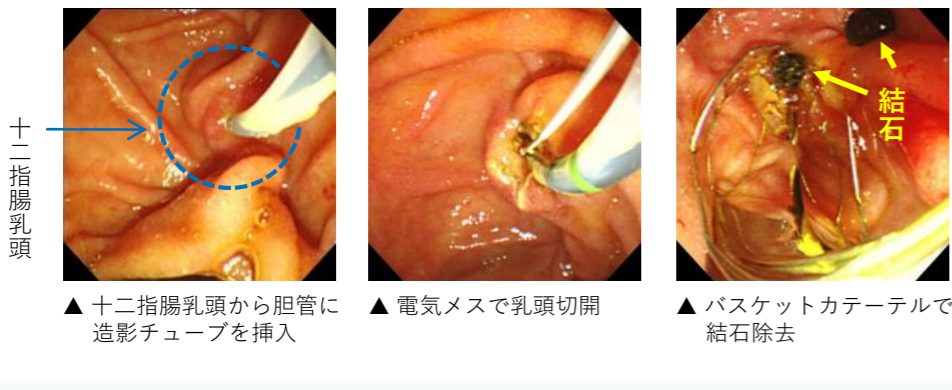 十二指腸乳頭
結石
▲ 十二指腸乳頭から胆管に
造影チューブを挿入
▲ 電気メスで乳頭切開
▲ バスケットカテーテルで
結石除去